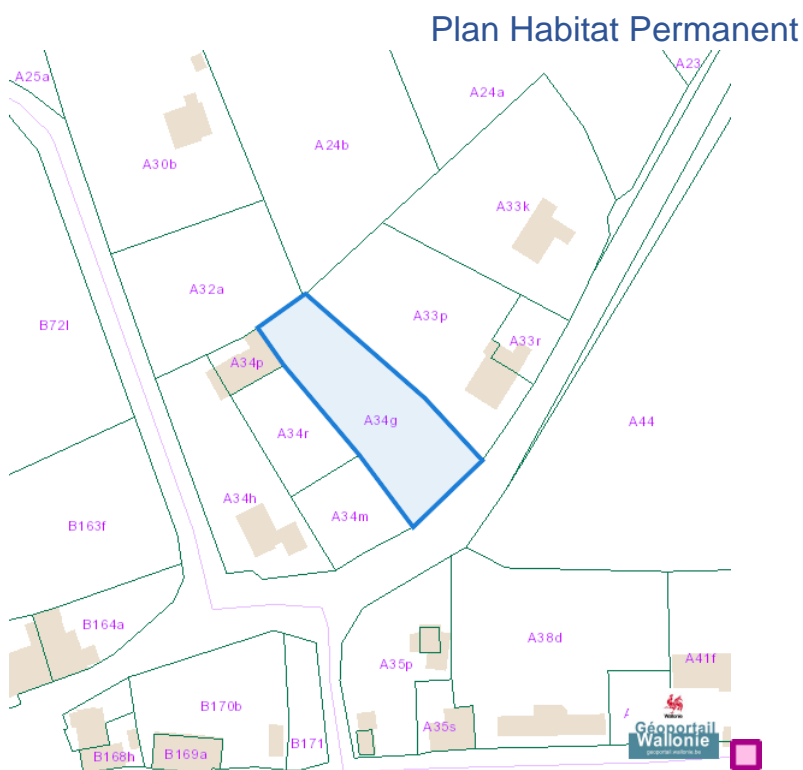 Plan Habitat Permanent
A25a
A23
A24a
A24b
A30b
A33k
A32a
A33p
B72l
A33r
A34p
A34g
A44
A34r
A34h
A34m
B163f
B164a
A38d
A35p
A41f
B170b
A35s
B171
B168h
B169a
Wallonie
Géoportail
Wallonie
geoportail.wallonie.be